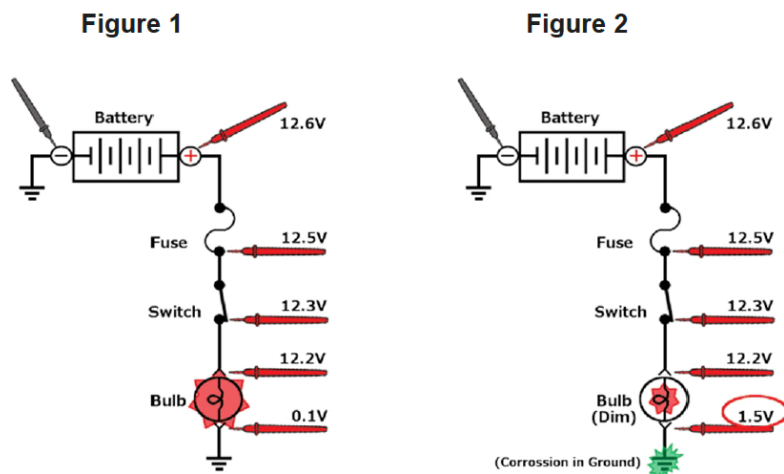 Figure 1
Battery
12.6V
−
+
Fuse
12.5V
Switch
12.3V
12.2V
Bulb
0.1V
Figure 2
Battery
12.6V
−
+
Fuse
12.5V
Switch
12.3V
12.2V
Bulb
(Dim)
1.5V
(Corrossion in Ground)